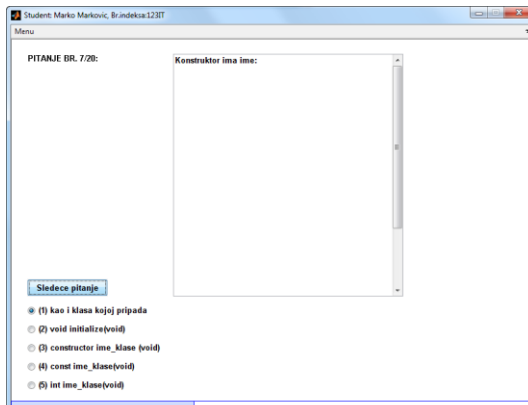 Student: Marko Markovic, Br.indeksa:123IT
Menu
PITANJE BR. 7/20:
Konstruktor ima ime:
Sledece pitanje
(1) kao i klasa kojoj pripada
(2) void initialize(void)
(3) constructor ime_klase (void)
(4) const ime_klase(void)
(5) int ime_klase(void)